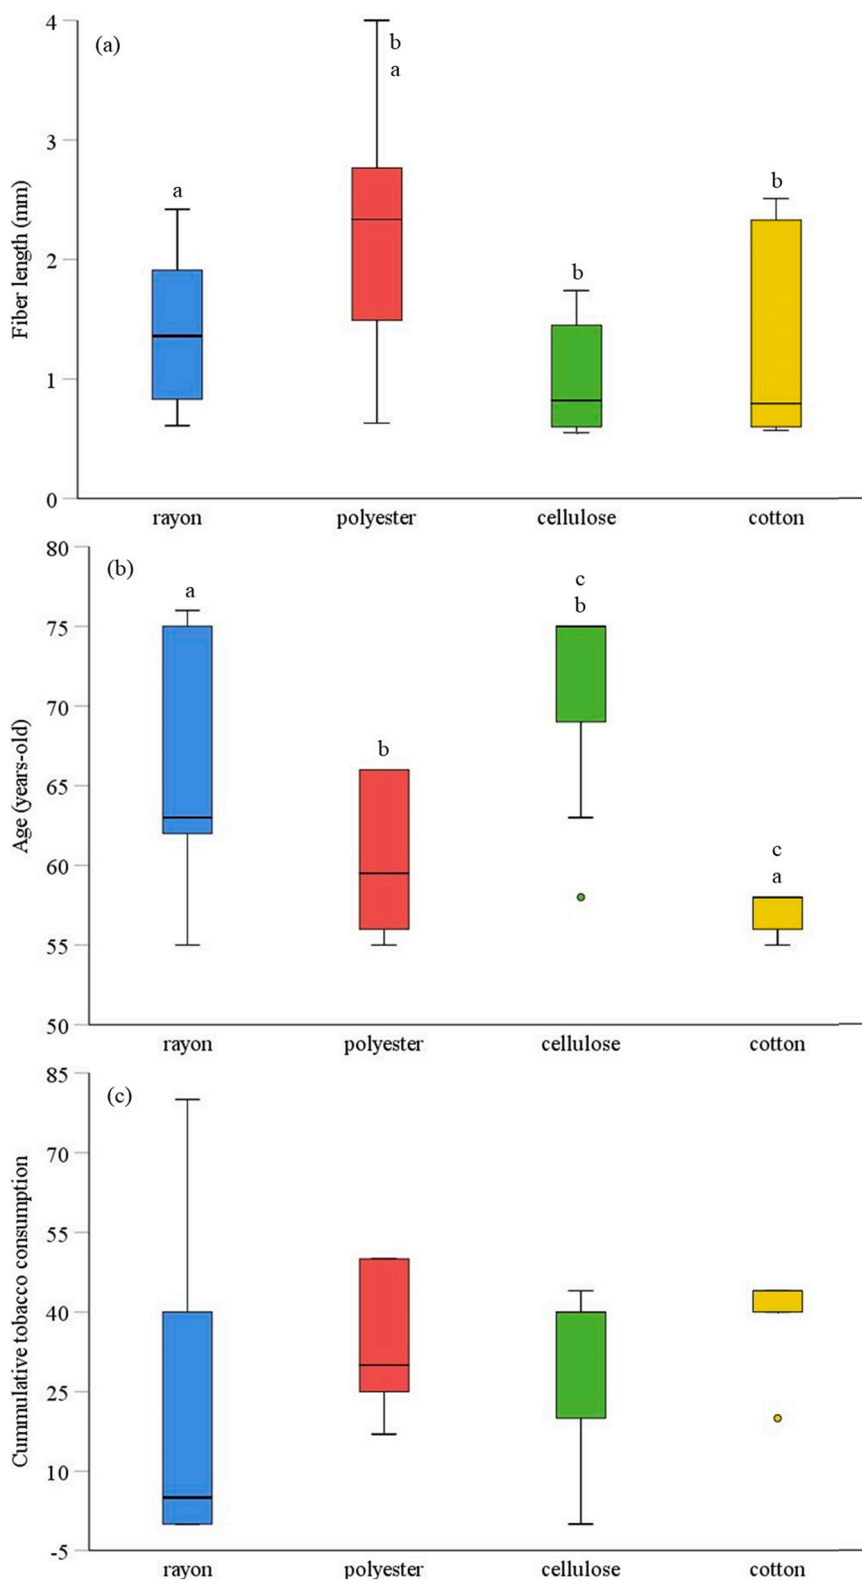 (a)
4
3
2
1
0
Fiber length (mm)
a
b
a
b
b
rayon polyester cellulose cotton
(b)
80
75
70
65
60
55
50
Age (years-old)
a
b
c
b
c
a
rayon polyester cellulose cotton
(c)
85
70
55
40
25
10
-5
Cummulative tobacco consumption
rayon polyester cellulose cotton